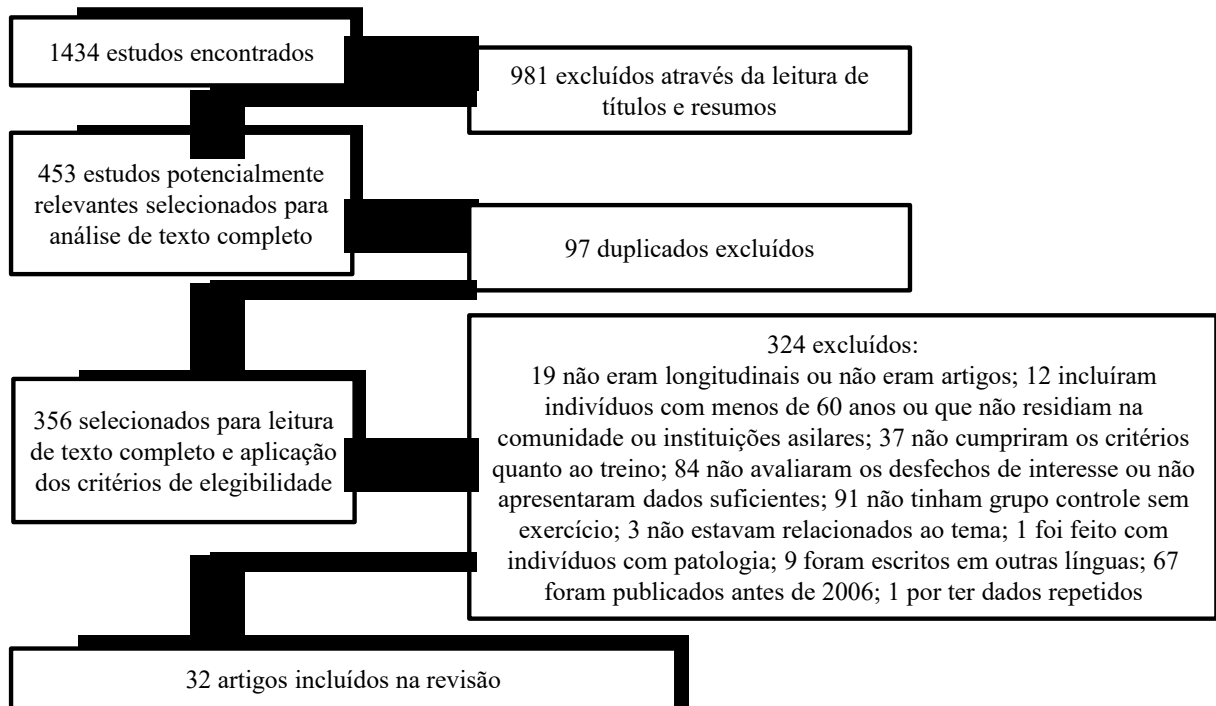 1434 estudos encontrados
981 excluídos através da leitura de
títulos e resumos
453 estudos potencialmente
relevantes selecionados para
análise de texto completo
97 duplicados excluídos
324 excluídos:
19 não eram longitudinais ou não eram artigos; 12 incluíram
indivíduos com menos de 60 anos ou que não residiam na
comunidade ou instituições asilares; 37 não cumpriram os critérios
quanto ao treino; 84 não avaliaram os desfechos de interesse ou não
apresentaram dados suficientes; 91 não tinham grupo controle sem
exercício; 3 não estavam relacionados ao tema; 1 foi feito com
indivíduos com patologia; 9 foram escritos em outras línguas; 67
foram publicados antes de 2006; 1 por ter dados repetidos
356 selecionados para leitura
de texto completo e aplicação
dos critérios de elegibilidade
32 artigos incluídos na revisão